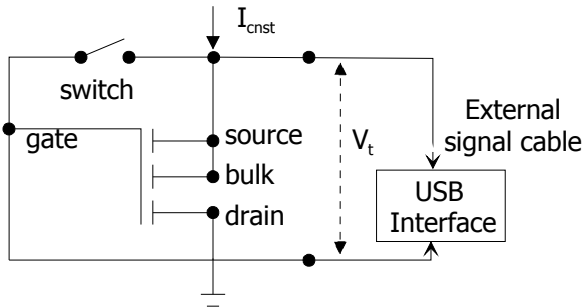 I_cnst
switch
External
signal cable
gate
source
V_t
bulk
USB
Interface
drain